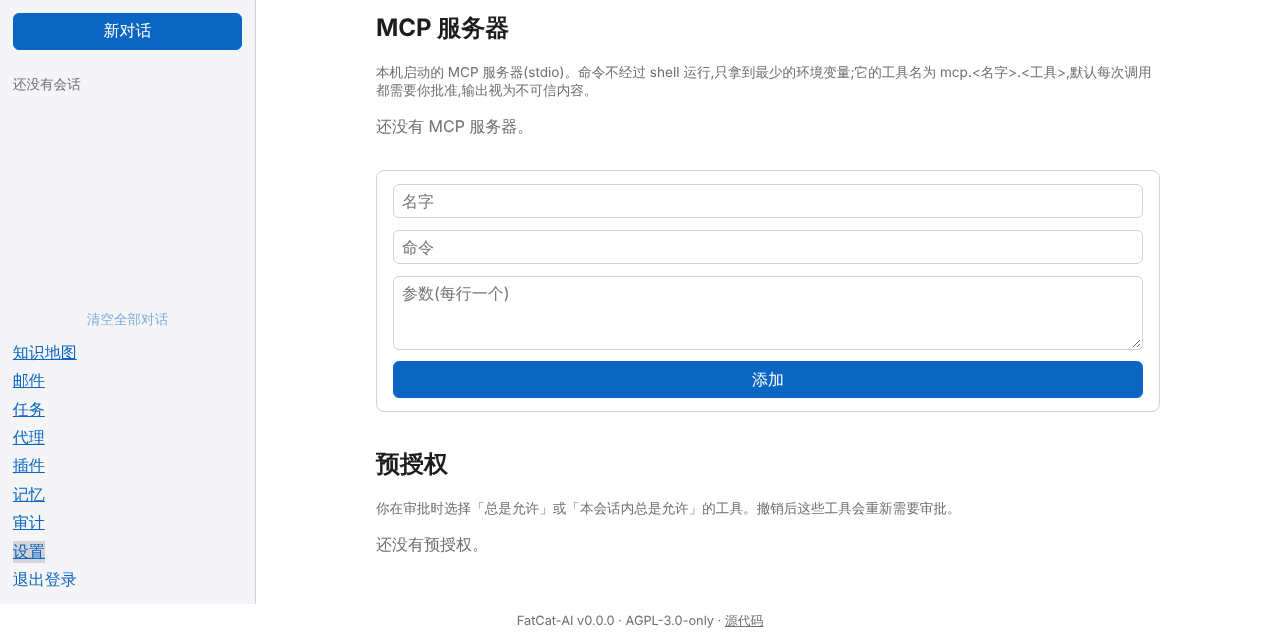 新对话
还没有会话
清空全部对话
知识地图
邮件
任务
代理
插件
记忆
审计
设置
退出登录
MCP 服务器
本机启动的 MCP 服务器(stdio)。命令不经过 shell 运行,只拿到最少的环境变量;它的工具名为 mcp.<名字>.<工具>,默认每次调用
都需要你批准,输出视为不可信内容。
还没有 MCP 服务器。
名字
命令
参数(每行一个)
添加
预授权
你在审批时选择「总是允许」或「本会话内总是允许」的工具。撤销后这些工具会重新需要审批。
还没有预授权。
FatCat-AI v0.0.0 · AGPL-3.0-only · 源代码